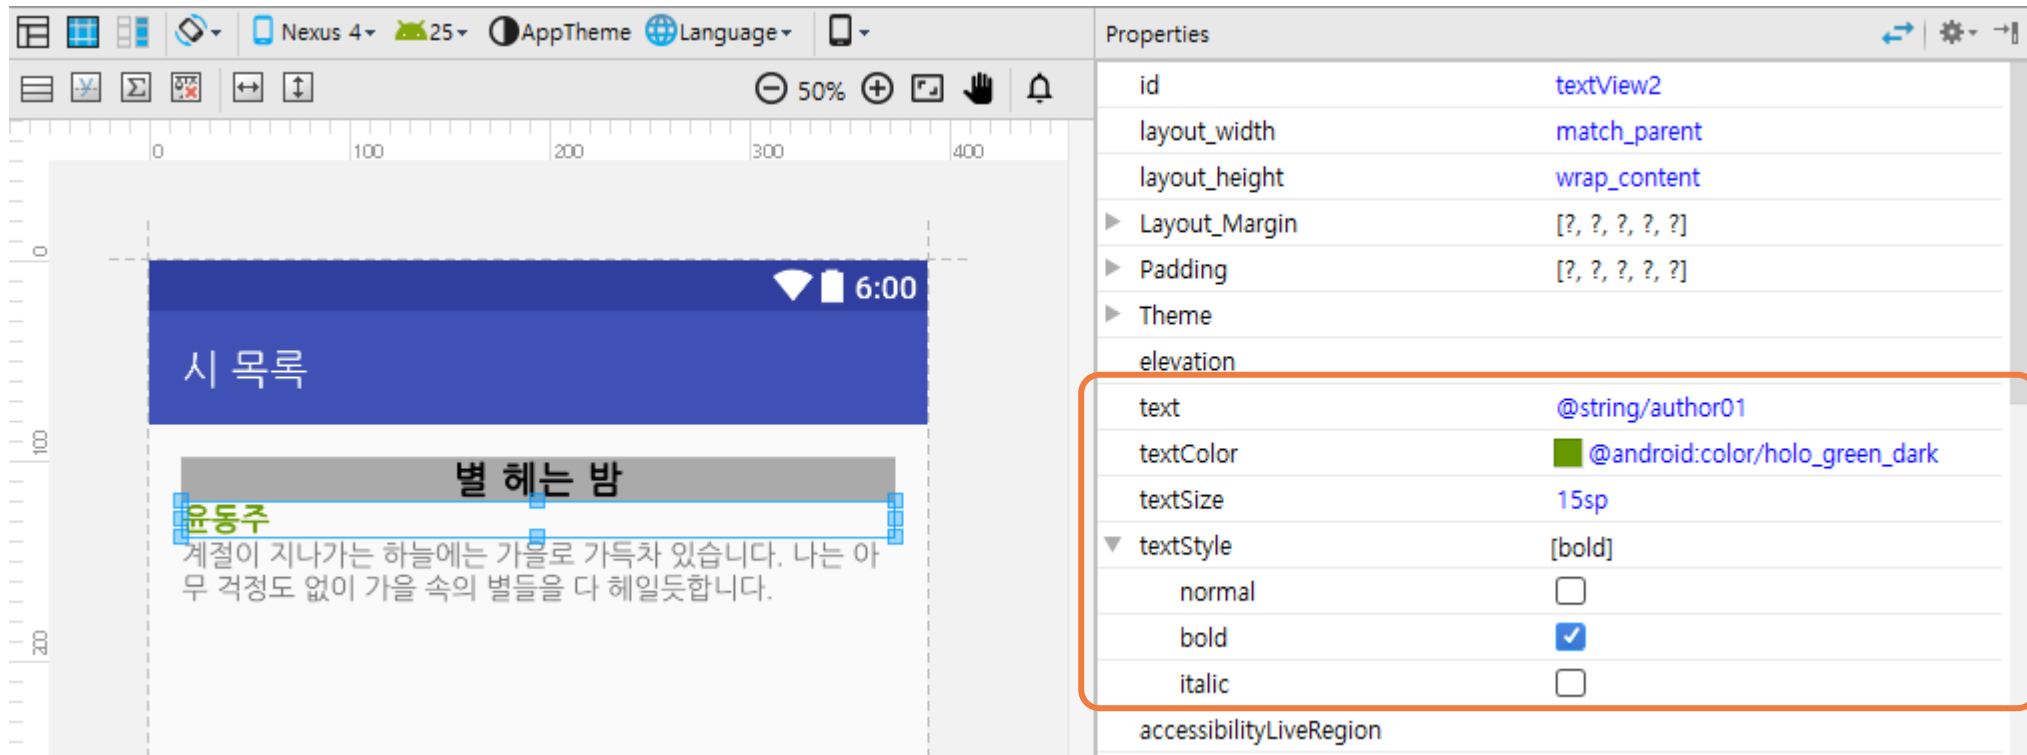 Nexus 4 25 AppTheme Language
50%
0 100 200 300 400
0
100
200
6:00
시 목록
별 헤는 밤
윤동주
계절이 지나가는 하늘에는 가을로 가득차 있습니다. 나는 아
무 걱정도 없이 가을 속의 별들을 다 헤일듯합니다.
Properties
id textView2
layout_width match_parent
layout_height wrap_content
Layout_Margin [?, ?, ?, ?, ?]
Padding [?, ?, ?, ?, ?]
Theme
elevation
text @string/author01
textColor @android:color/holo_green_dark
textSize 15sp
textStyle [bold]
normal
bold
italic
accessibilityLiveRegion